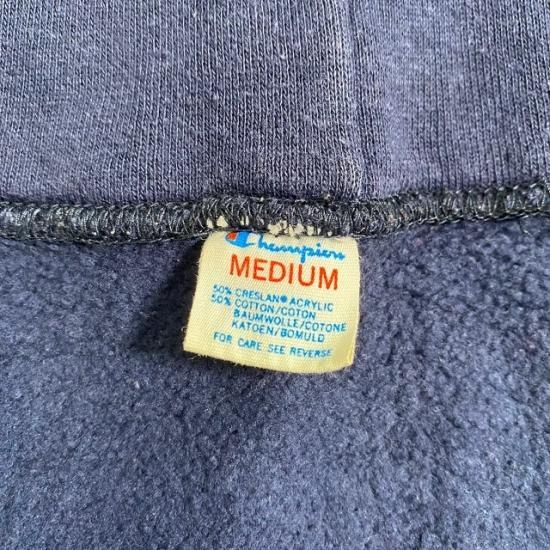 Champion
MEDIUM
50% CRESLAN® ACRYLIC
50% COTTON/COTON
BAUMWOLLE/COTONE
KATOEN/BOMULD
FOR CARE SEE REVERSE